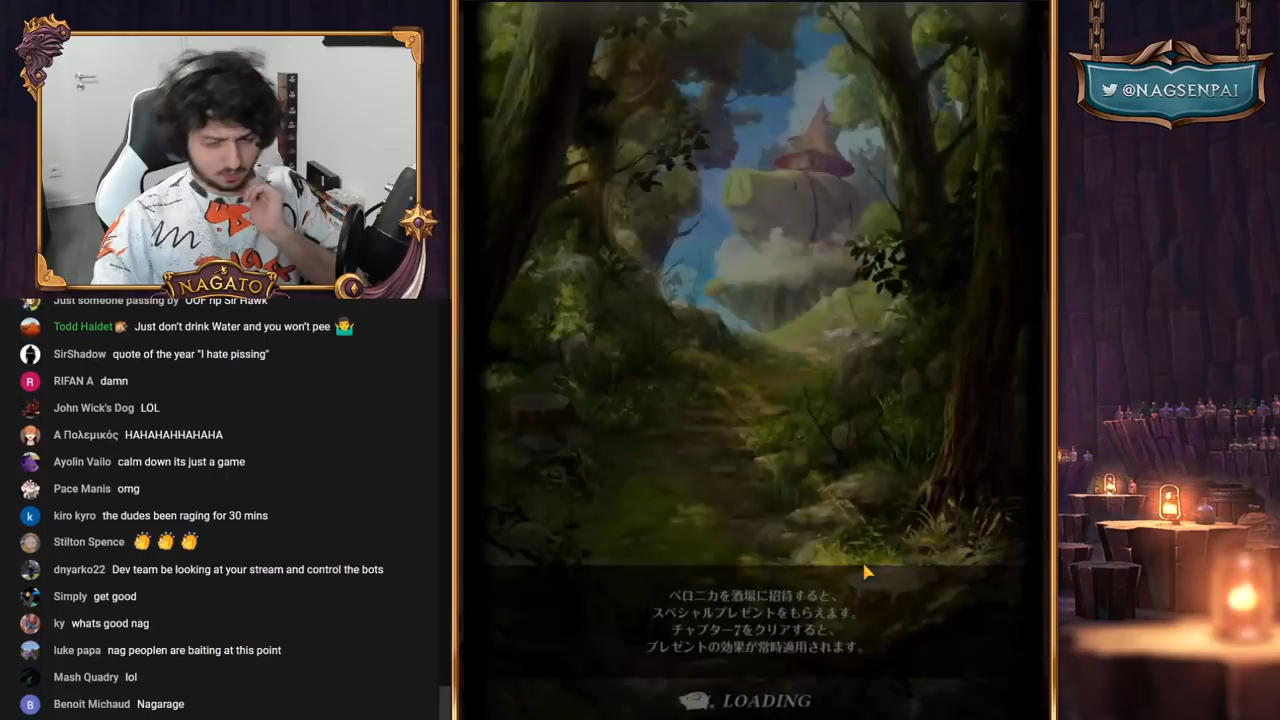 @NAGSENPAI
NAGATO
Just someone passing by OOF rip Sir Hawk
Todd Haidet Just don't drink Water and you won't pee
SirShadow quote of the year "I hate pissing"
R RIFAN A damn
John Wick's Dog LOL
A Πολεμικός HAHAHAHHAHAHA
Ayolin Vailo calm down its just a game
Pace Manis omg
k kiro kyro the dudes been raging for 30 mins
Stilton Spence 👏 👏 👏
dnyarko22 Dev team be looking at your stream and control the bots
Simply get good
ky whats good nag
luke papa nag peoplen are baiting at this point
Mash Quadry lol
B Benoit Michaud Nagarage
ベロニカを酒場に招待すると、
スペシャルプレゼントをもらえます。
チャプター7をクリアすると、
プレゼントの効果が常時適用されます。
LOADING